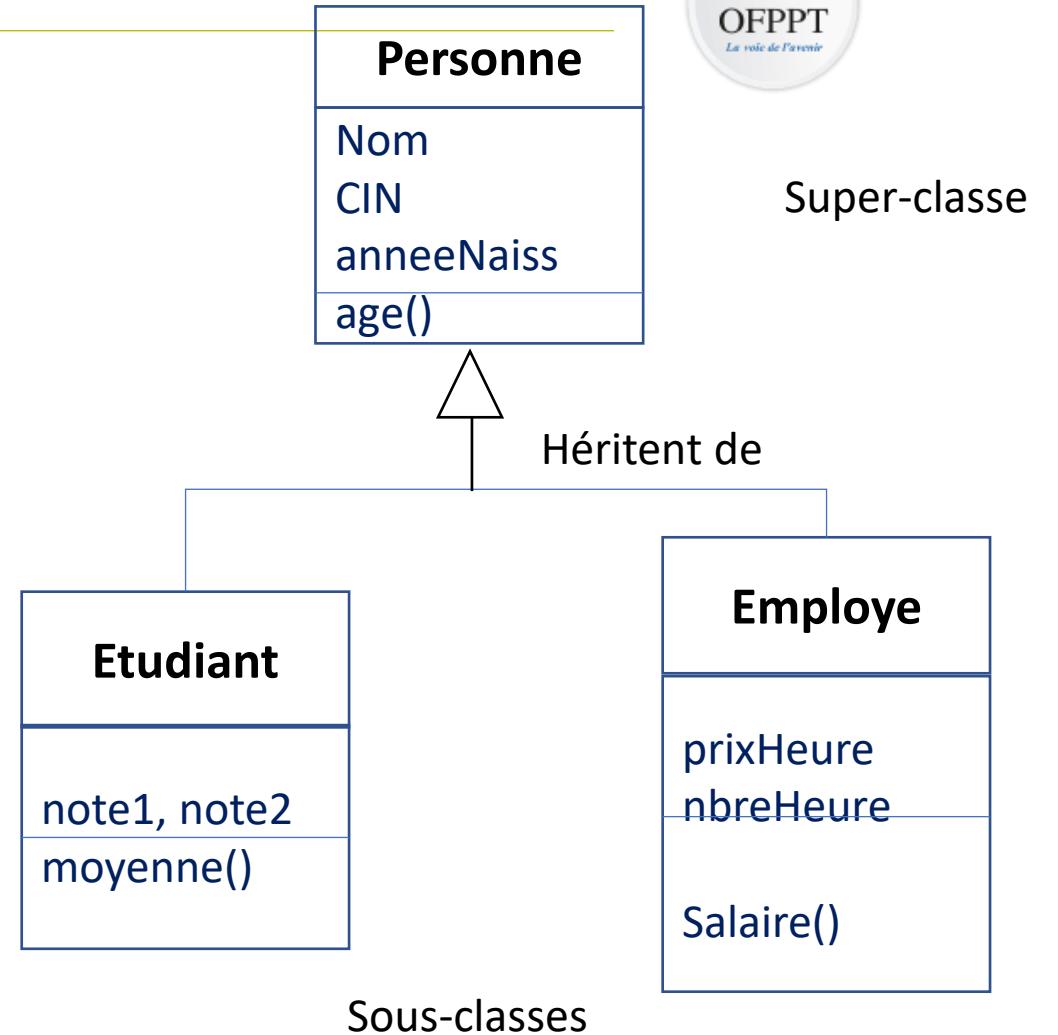 OFPPT
La voie de l'avenir
Personne
Nom
CIN
anneeNaiss
age()
Super-classe
Héritent de
Etudiant
note1, note2
moyenne()
Employe
prixHeure
nbreHeure
Salaire()
Sous-classes